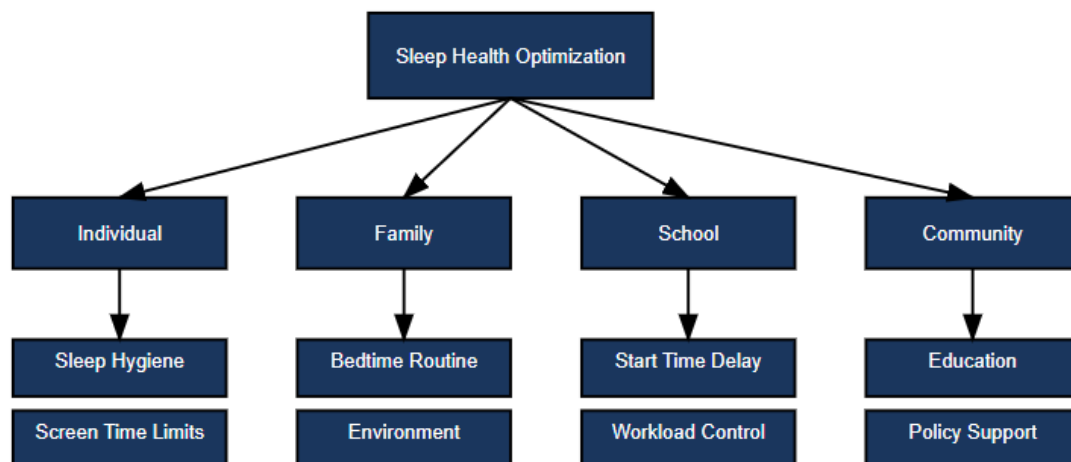 Sleep Health Optimization
Individual
Family
School
Community
Sleep Hygiene
Bedtime Routine
Start Time Delay
Education
Screen Time Limits
Environment
Workload Control
Policy Support